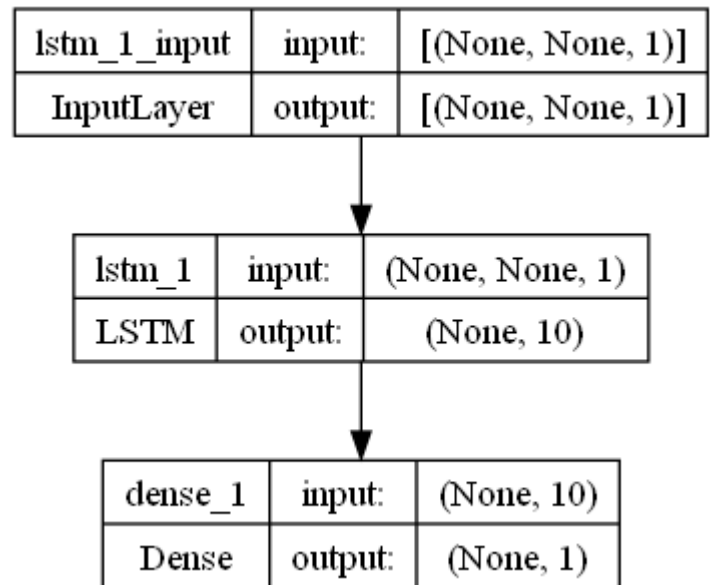 lstm_1_input input: [(None, None, 1)]
InputLayer output: [(None, None, 1)]
lstm_1 input: (None, None, 1)
LSTM output: (None, 10)
dense_1 input: (None, 10)
Dense output: (None, 1)